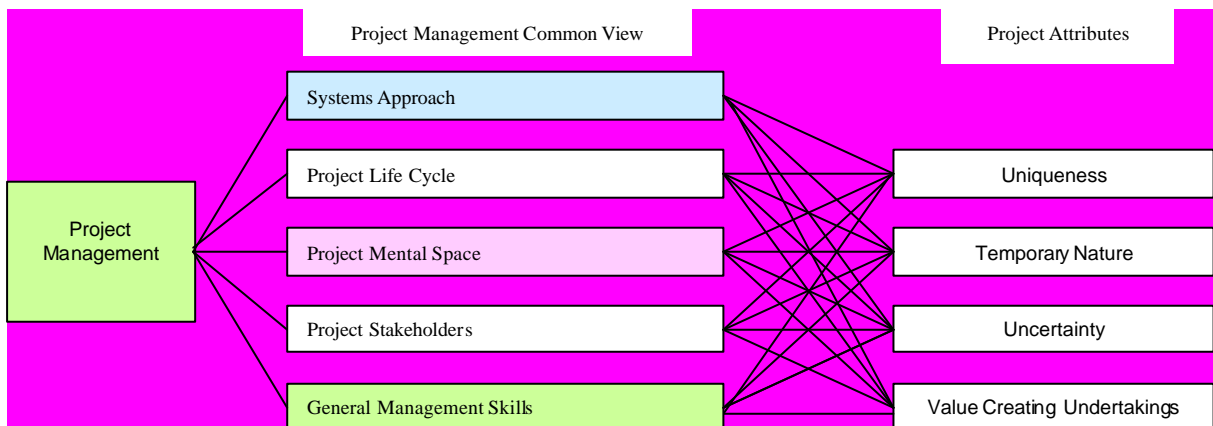 Project Management Common View
Project Attributes
Systems Approach
Project Life Cycle
Uniqueness
Project
Management
Project Mental Space
Temporary Nature
Project Stakeholders
Uncertainty
General Management Skills
Value Creating Undertakings